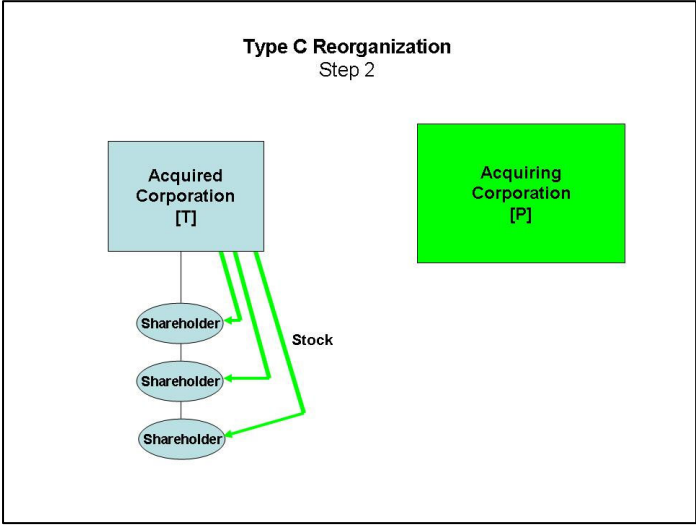 Type C Reorganization
Step 2
Acquired
Corporation
[T]
Acquiring
Corporation
[P]
Shareholder
Stock
Shareholder
Shareholder